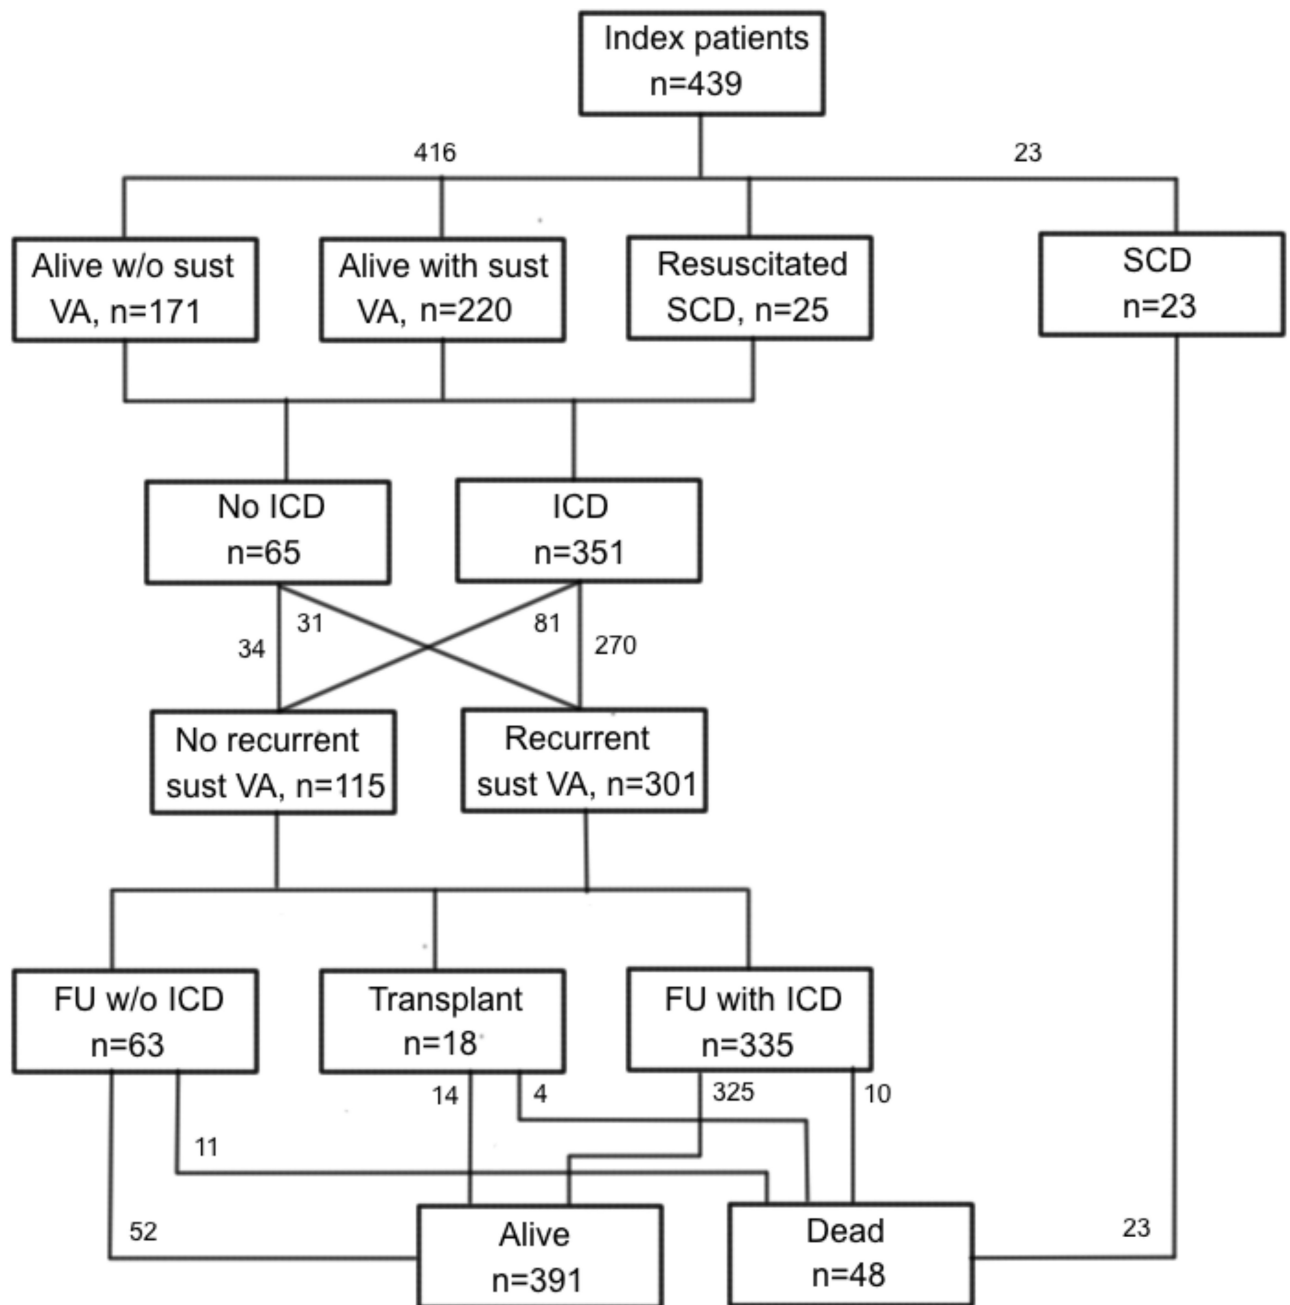 Index patients
n=439
416
23
Alive w/o sust
VA, n=171
Alive with sust
VA, n=220
Resuscitated
SCD, n=25
SCD
n=23
No ICD
n=65
ICD
n=351
34
31
81
270
No recurrent
sust VA, n=115
Recurrent
sust VA, n=301
FU w/o ICD
n=63
Transplant
n=18
FU with ICD
n=335
14
4
325
10
11
52
23
Alive
n=391
Dead
n=48